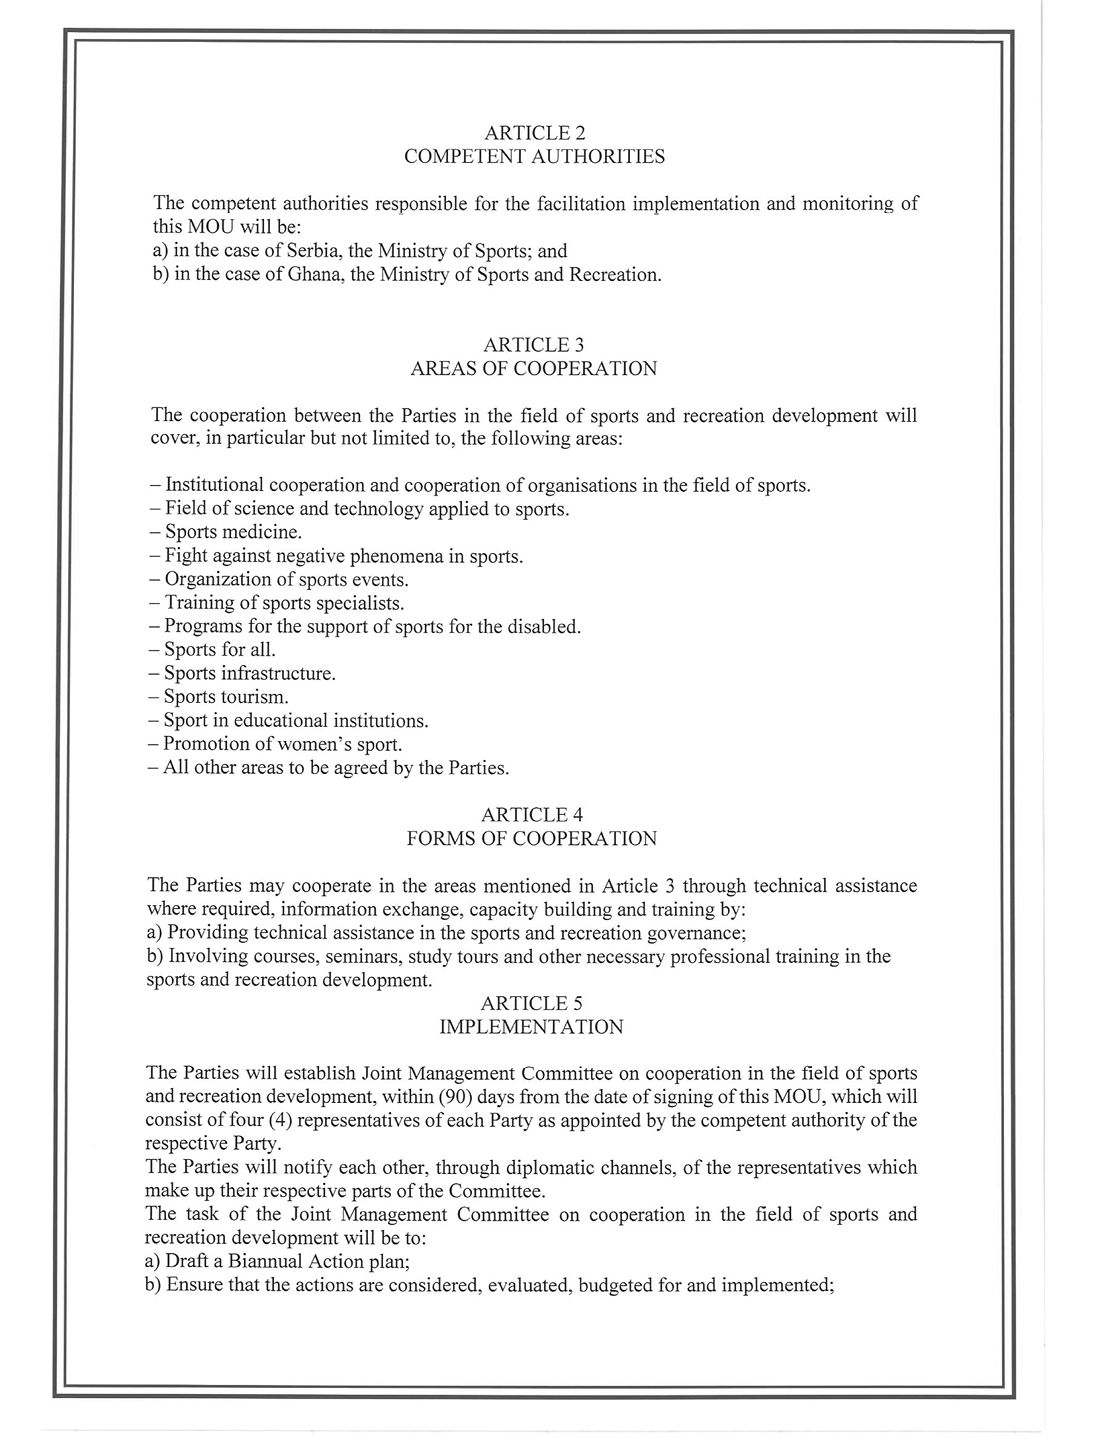 ARTICLE 2
COMPETENT AUTHORITIES
The competent authorities responsible for the facilitation implementation and monitoring of
this MOU will be:
a) in the case of Serbia, the Ministry of Sports; and
b) in the case of Ghana, the Ministry of Sports and Recreation.
ARTICLE 3
AREAS OF COOPERATION
The cooperation between the Parties in the field of sports and recreation development will
cover, in particular but not limited to, the following areas:
– Institutional cooperation and cooperation of organisations in the field of sports.
– Field of science and technology applied to sports.
– Sports medicine.
– Fight against negative phenomena in sports.
– Organization of sports events.
– Training of sports specialists.
– Programs for the support of sports for the disabled.
– Sports for all.
– Sports infrastructure.
– Sports tourism.
– Sport in educational institutions.
– Promotion of women’s sport.
– All other areas to be agreed by the Parties.
ARTICLE 4
FORMS OF COOPERATION
The Parties may cooperate in the areas mentioned in Article 3 through technical assistance
where required, information exchange, capacity building and training by:
a) Providing technical assistance in the sports and recreation governance;
b) Involving courses, seminars, study tours and other necessary professional training in the
sports and recreation development.
ARTICLE 5
IMPLEMENTATION
The Parties will establish Joint Management Committee on cooperation in the field of sports
and recreation development, within (90) days from the date of signing of this MOU, which will
consist of four (4) representatives of each Party as appointed by the competent authority of the
respective Party.
The Parties will notify each other, through diplomatic channels, of the representatives which
make up their respective parts of the Committee.
The task of the Joint Management Committee on cooperation in the field of sports and
recreation development will be to:
a) Draft a Biannual Action plan;
b) Ensure that the actions are considered, evaluated, budgeted for and implemented;